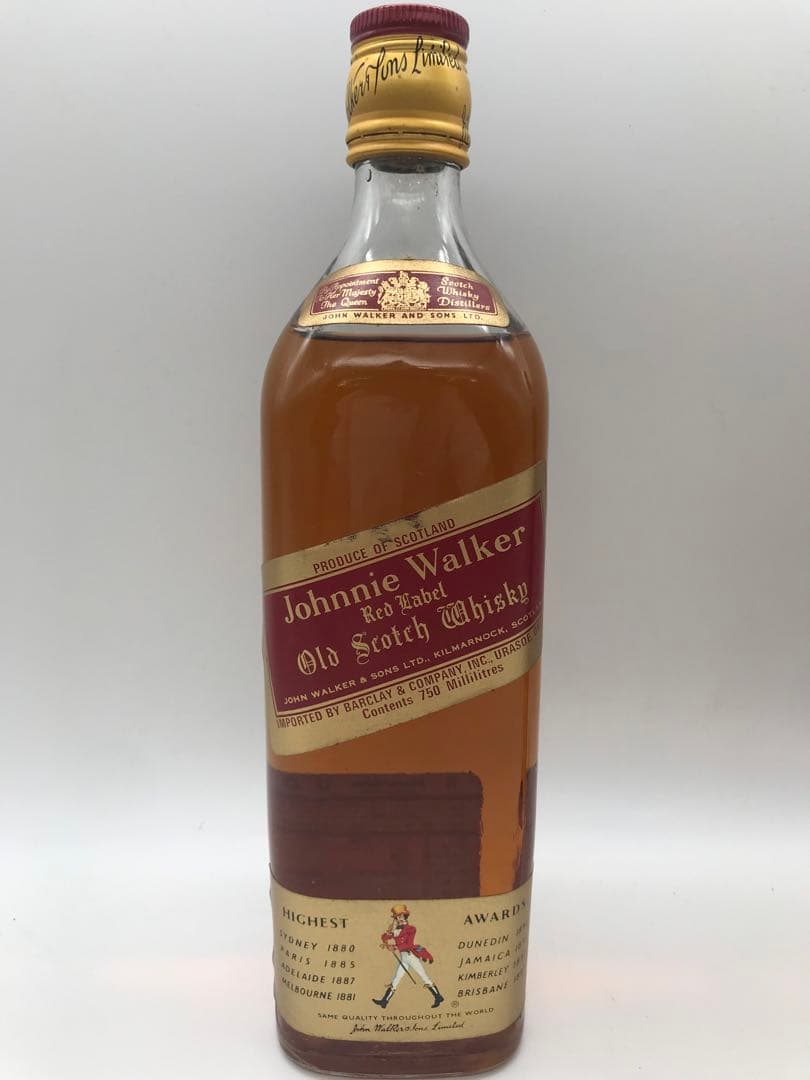 Sons Limited
By Appointment
to Her Majesty
The Queen
Scotch
Whisky
Distillers
JOHN WALKER AND SONS LTD.
PRODUCE OF SCOTLAND
Johnnie Walker
Red Label
Old Scotch Whisky
JOHN WALKER & SONS LTD., KILMARNOCK,
IMPORTED BY BARCLAY & COMPANY, INC.,
Contents 750 Millilitres
HIGHEST
SYDNEY 1880
PARIS 1885
ADELAIDE 1887
MELBOURNE 1881
AWARDS
DUNEDIN
JAMAICA
KIMBERLEY
BRISBANE
®
SAME QUALITY THROUGHOUT THE WORLD
John Walker & Sons Limited